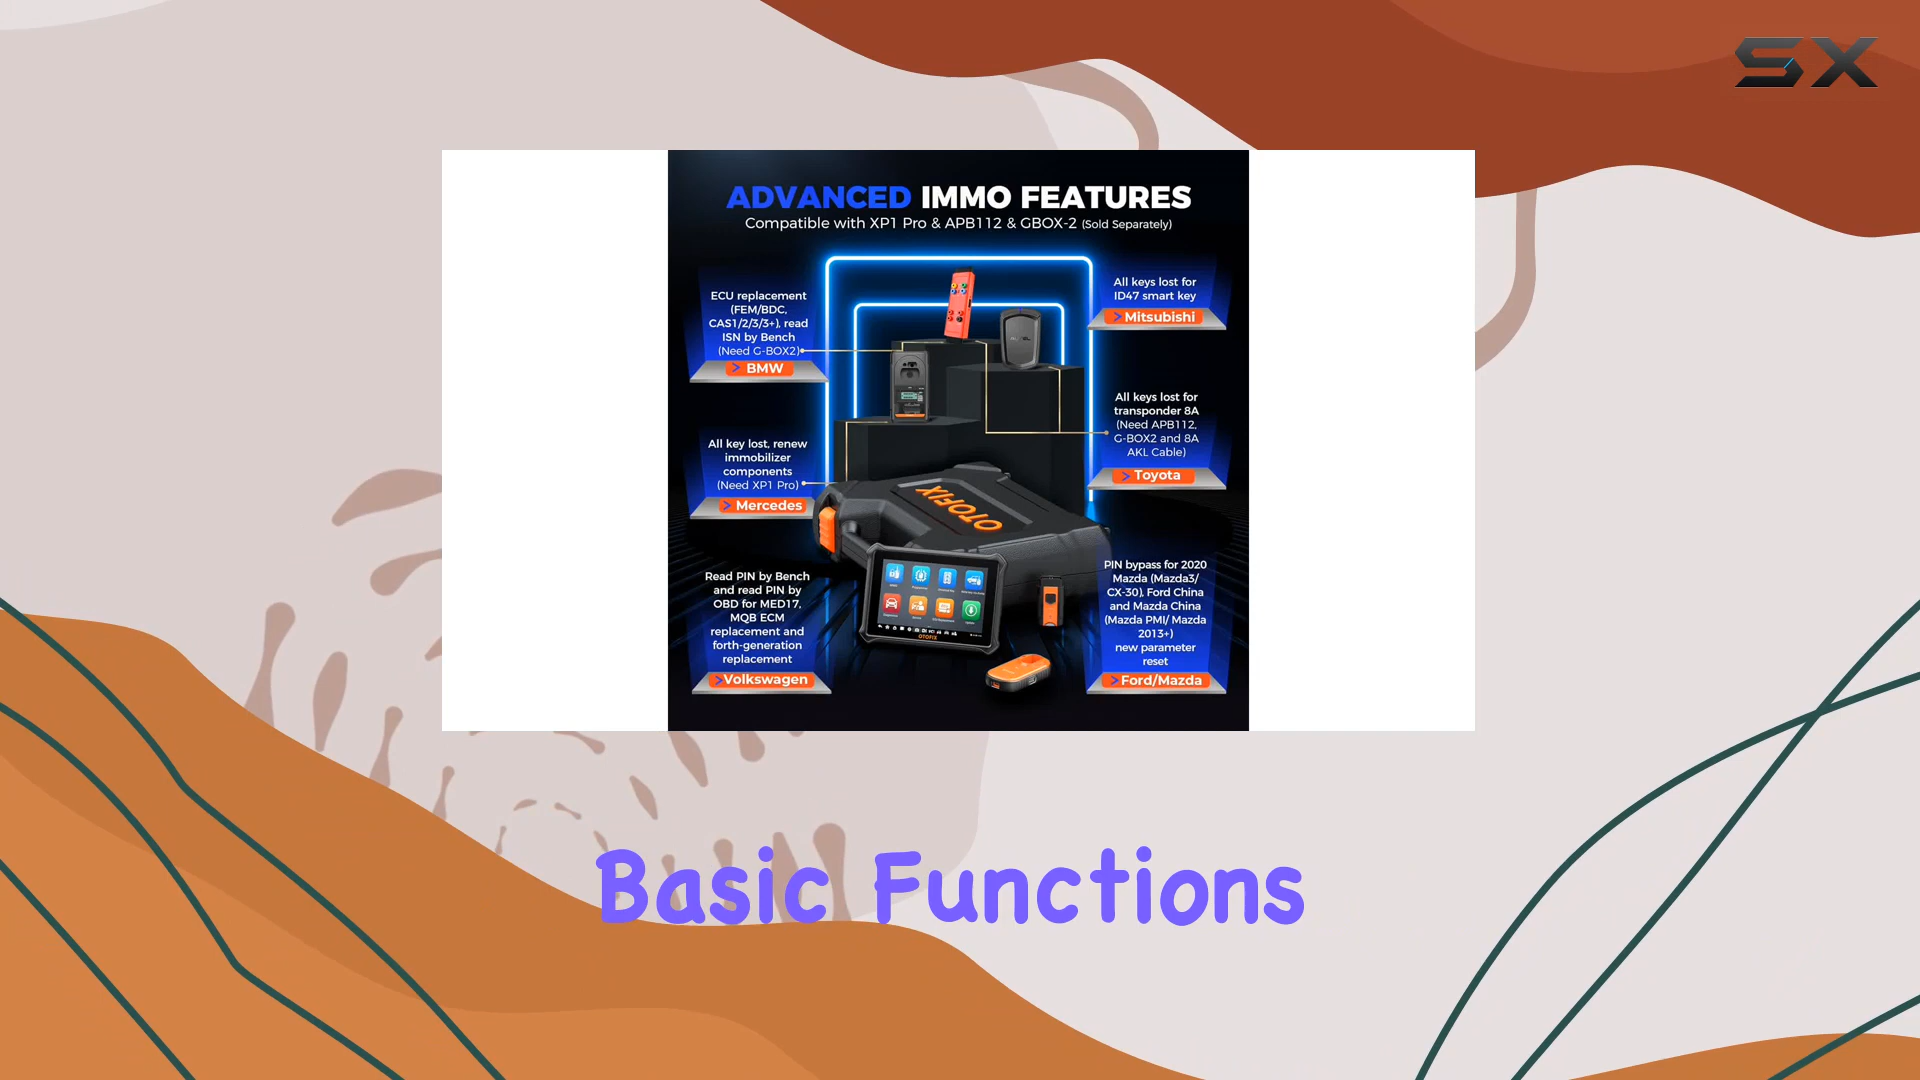 SX
ADVANCED IMMO FEATURES
Compatible with XP1 Pro & APB112 & GBOX-2 (Sold Separately)
ECU replacement
(FEM/BDC,
CAS1/2/3/3+), read
ISN by Bench
(Need G-BOX2)
> BMW
All keys lost for
ID47 smart key
> Mitsubishi
All keys lost for
transponder 8A
(Need APB112,
G-BOX2 and 8A
AKL Cable)
> Toyota
All key lost, renew
immobilizer
components
(Need XP1 Pro)
> Mercedes
OTOFIX
Read PIN by Bench
and read PIN by
OBD for MED17,
MQB ECM
replacement and
forth-generation
replacement
>Volkswagen
OTOFIX
PIN bypass for 2020
Mazda (Mazda3/
CX-30), Ford China
and Mazda China
(Mazda PMI/ Mazda
2013+)
new parameter
reset
>Ford/Mazda
Basic Functions